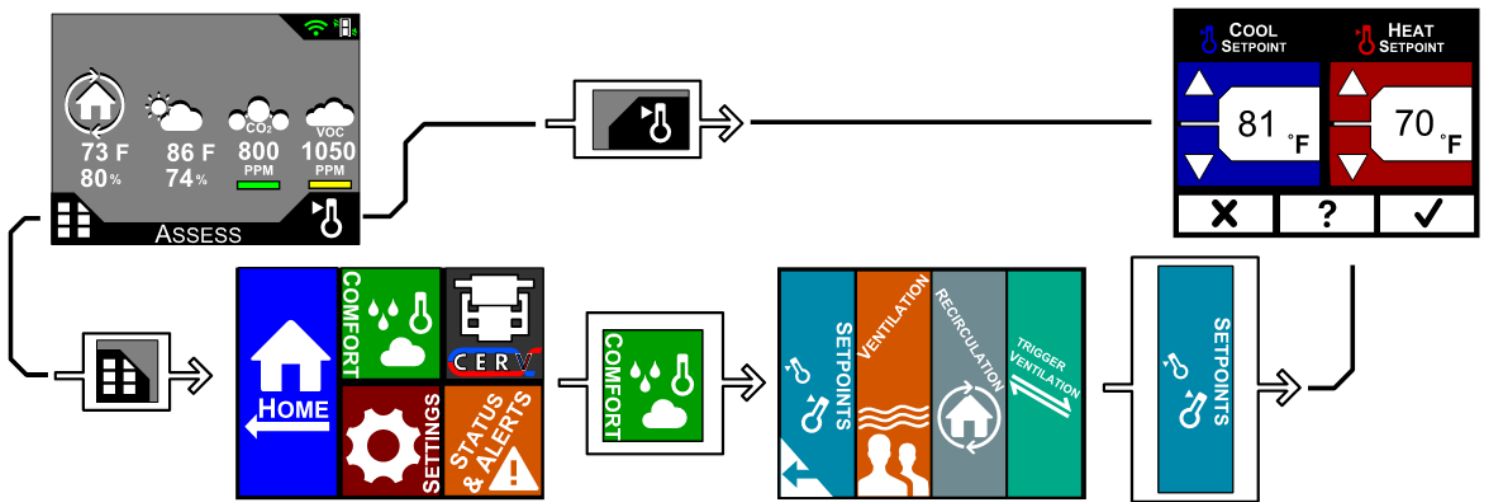 73 F
80%
86 F
74%
CO2
800
PPM
VOC
1050
PPM
ASSESS
COOL
SETPOINT
HEAT
SETPOINT
81 °F
70 °F
?
HOME
COMFORT
CERV
SETTINGS
STATUS
& ALERTS
COMFORT
SETPOINTS
VENTILATION
RECIRCULATION
TRIGGER
VENTILATION
SETPOINTS